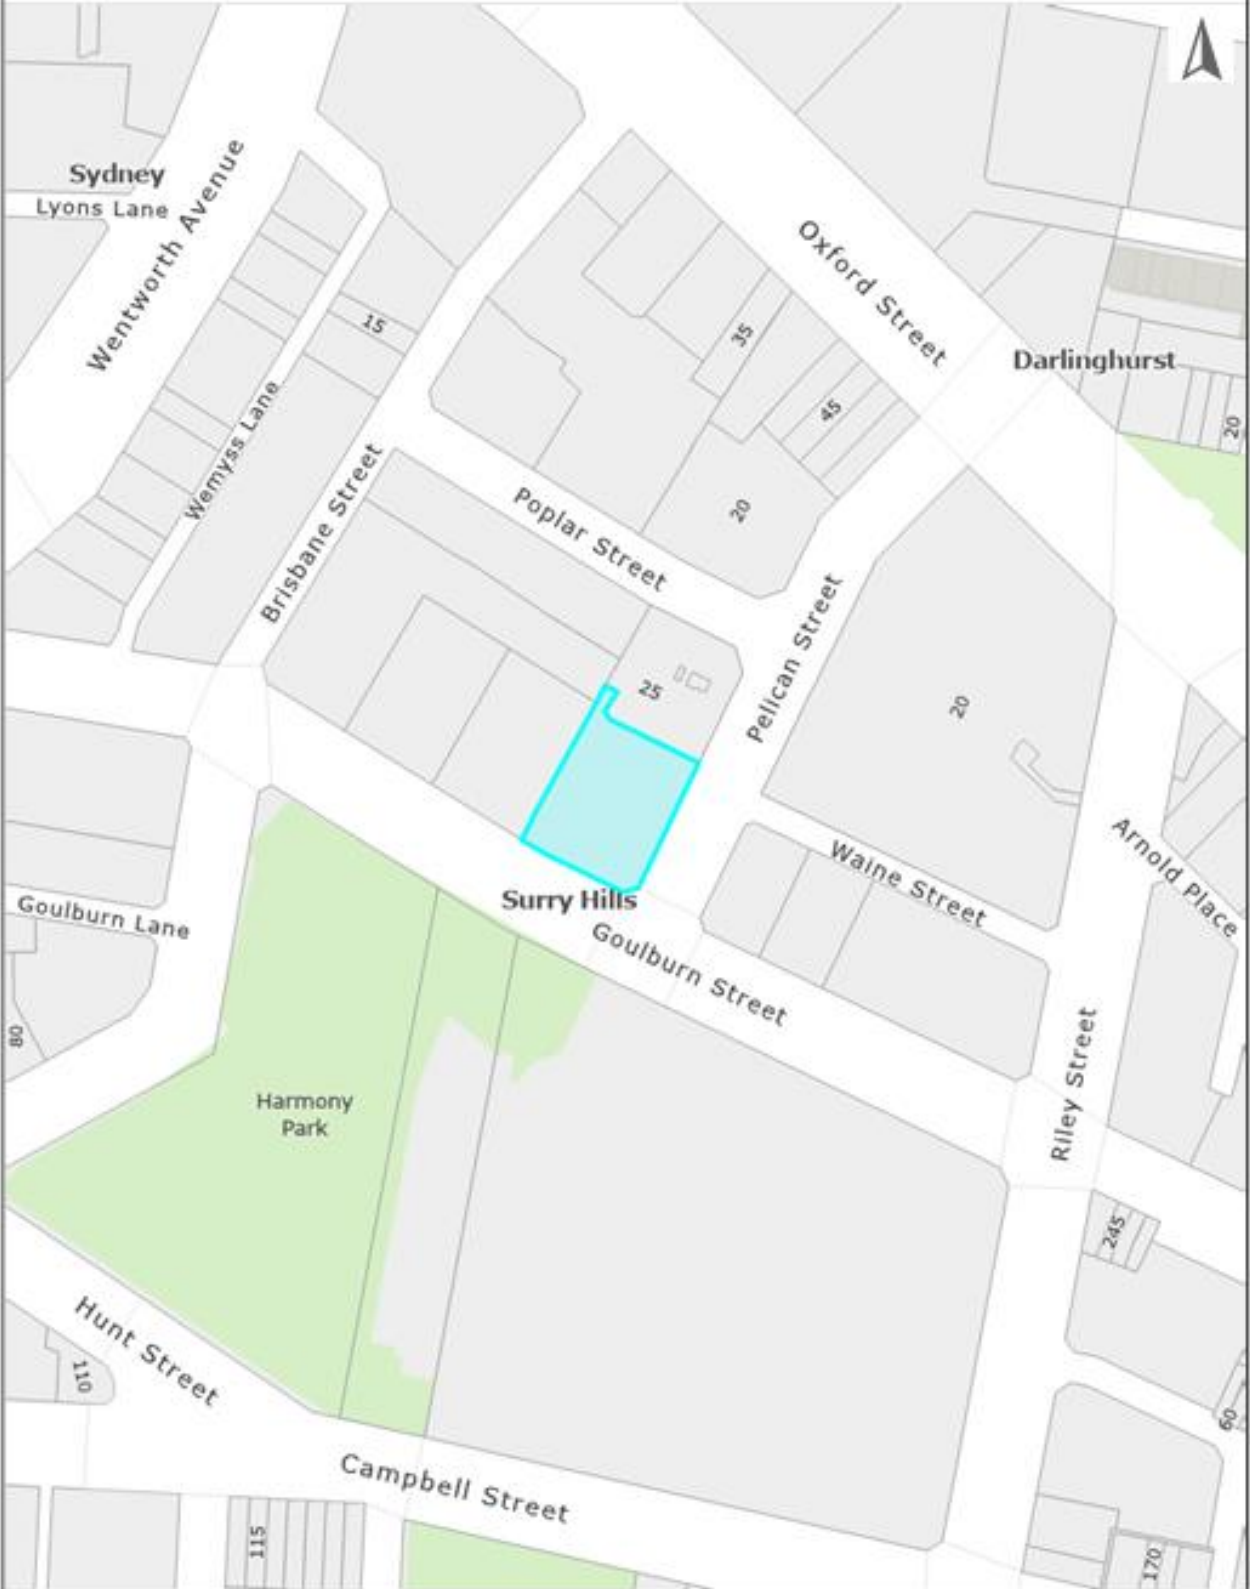 Sydney
Lyons Lane
Wentworth Avenue
Oxford Street
15
35
Darlinghurst
45
20
Wemyss Lane
Brisbane Street
Poplar Street
20
Pelican Street
25
20
Arnold Place
Waine Street
Surry Hills
Goulburn Lane
Goulburn Street
80
Riley Street
Harmony
Park
245
Hunt Street
110
60
Campbell Street
115
170